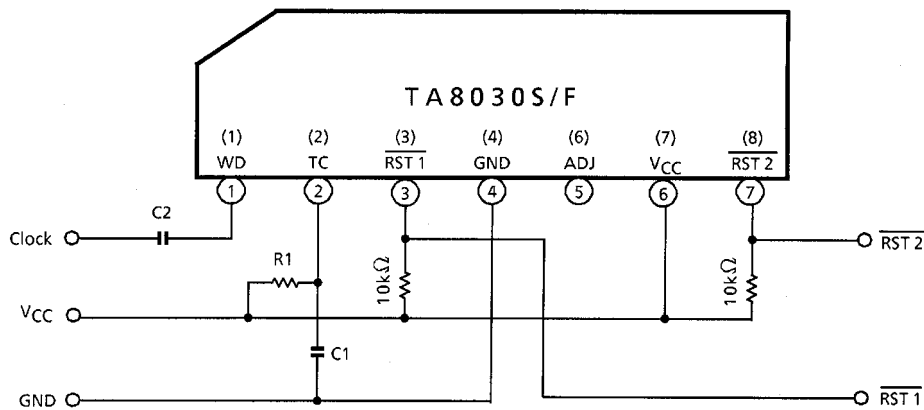 TA8030S/F
(1) (2) (3) (4) (6) (7) (8)
WD TC RST 1 GND ADJ VCC RST 2
1 2 3 4 5 6 7
C2
Clock
RST 2
R1
10kΩ
10kΩ
VCC
C1
GND
RST 1